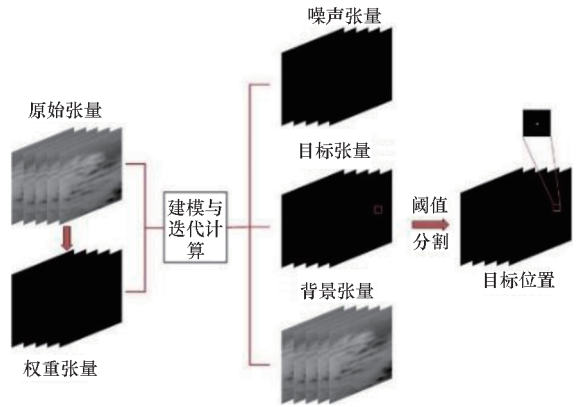 噪声张量
原始张量
目标张量
建模与
迭代计
算
阈值
分割
目标位置
背景张量
权重张量